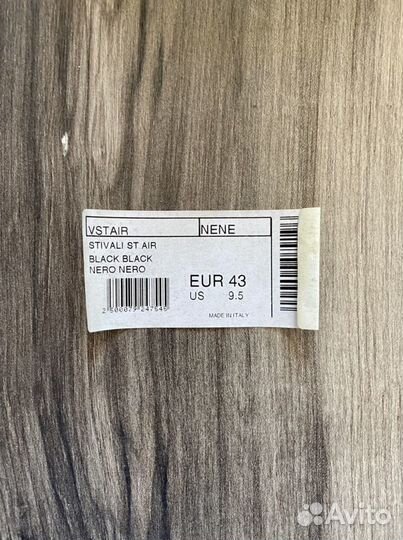 VSTAIR NENE
STIVALI ST AIR
BLACK BLACK
NERO NERO
EUR 43
US 9.5
2 500079 247545
MADE IN ITALY
Avito